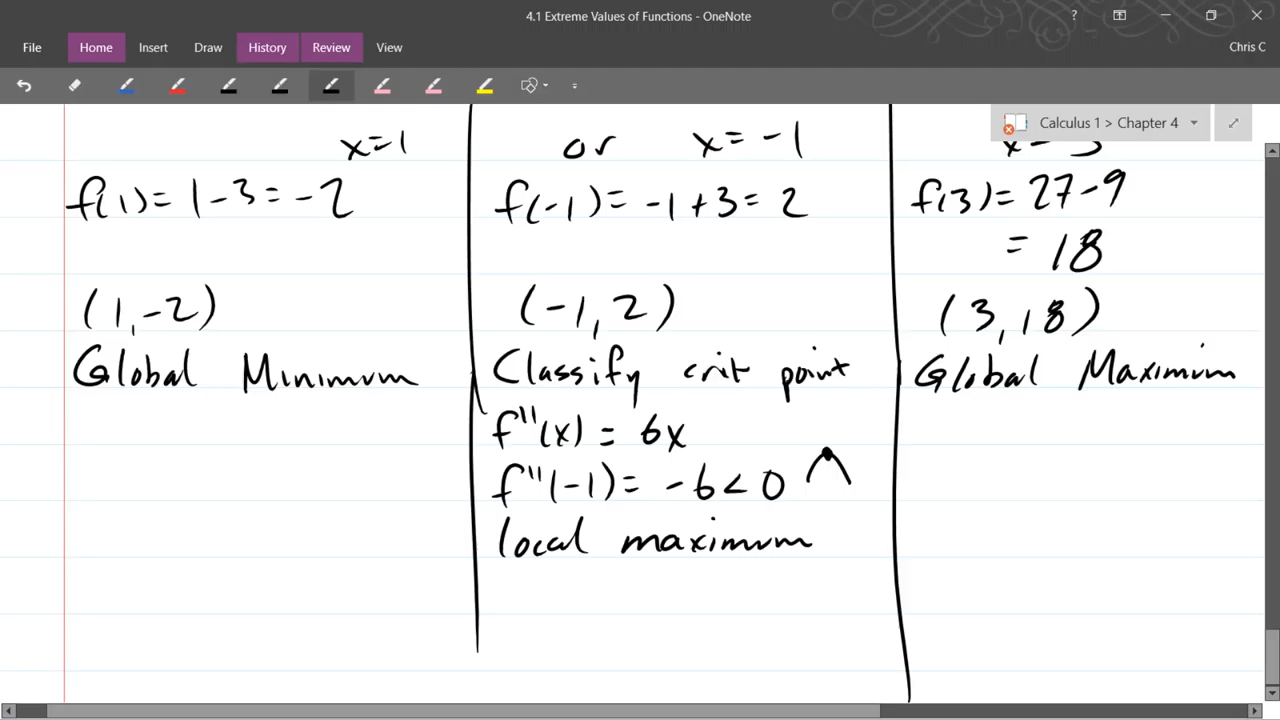 4.1 Extreme Values of Functions - OneNote
?
File Home Insert Draw History Review View
Chris C
Calculus 1 > Chapter 4
x=1
f(1)= 1-3= -2
(1,-2)
Global Minimum
or x= -1
f(-1)= -1+3= 2
(-1,2)
Classify crit point
f''(x) = 6x
f''(-1)= -6< 0
local maximum
f(3)= 27-9
= 18
(3,18)
Global Maximum